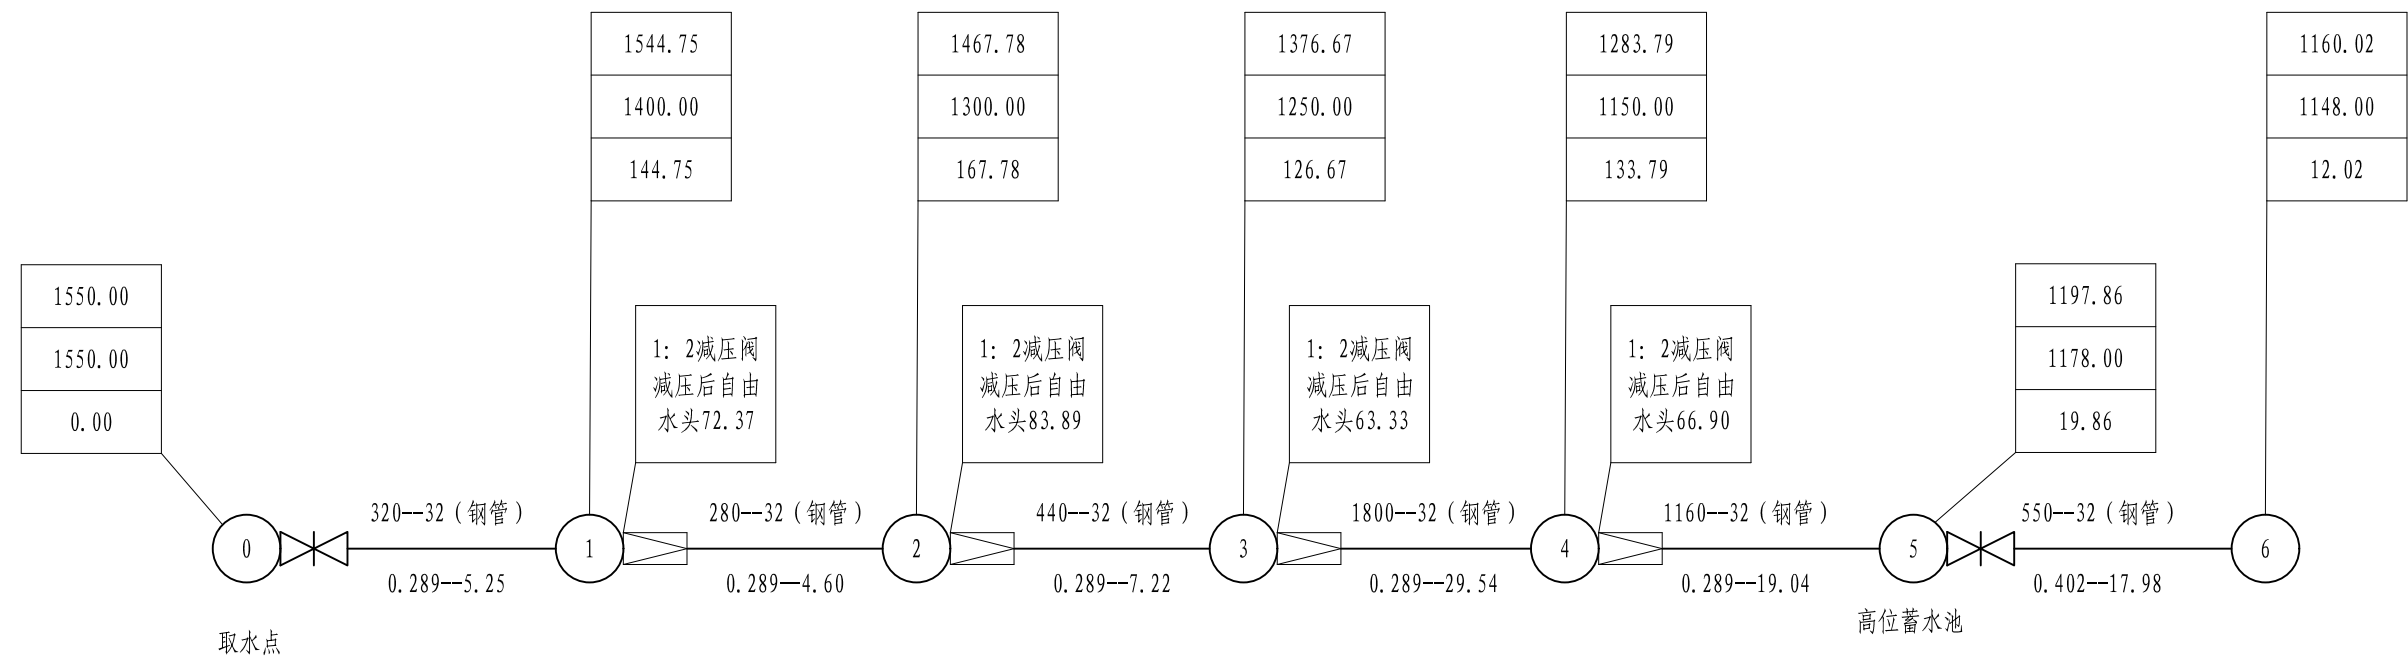 1544.75
1400.00
144.75
1467.78
1300.00
167.78
1376.67
1250.00
126.67
1283.79
1150.00
133.79
1160.02
1148.00
12.02
1550.00
1550.00
0.00
1：2减压阀
减压后自由
水头72.37
1：2减压阀
减压后自由
水头83.89
1：2减压阀
减压后自由
水头63.33
1：2减压阀
减压后自由
水头66.90
1197.86
1178.00
19.86
320--32（钢管）
280--32（钢管）
440--32（钢管）
1800--32（钢管）
1160--32（钢管）
550--32（钢管）
0
1
2
3
4
5
6
0.289--5.25
0.289--4.60
0.289--7.22
0.289--29.54
0.289--19.04
0.402--17.98
取水点
高位蓄水池